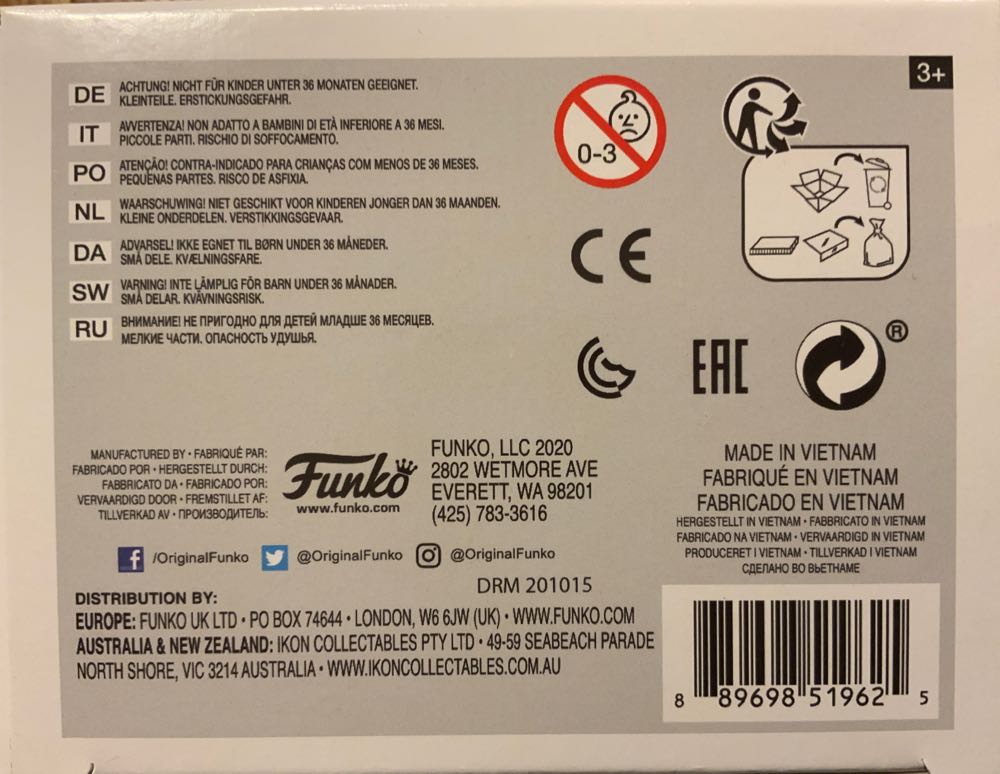 3+
DE ACHTUNG! NICHT FÜR KINDER UNTER 36 MONATEN GEEIGNET.
KLEINTEILE. ERSTICKUNGSGEFAHR.
IT AVVERTENZA! NON ADATTO A BAMBINI DI ETÀ INFERIORE A 36 MESI.
PICCOLE PARTI. RISCHIO DI SOFFOCAMENTO.
PO ATENÇÃO! CONTRA-INDICADO PARA CRIANÇAS COM MENOS DE 36 MESES.
PEQUENAS PARTES. RISCO DE ASFIXIA.
NL WAARSCHUWING! NIET GESCHIKT VOOR KINDEREN JONGER DAN 36 MAANDEN.
KLEINE ONDERDELEN. VERSTIKKINGSGEVAAR.
DA ADVARSEL! IKKE EGNET TIL BØRN UNDER 36 MÅNEDER.
SMÅ DELE. KVÆLNINGSFARE.
SW VARNING! INTE LÄMPLIG FÖR BARN UNDER 36 MÅNADER.
SMÅ DELAR. KVÄVNINGSRISK.
RU ВНИМАНИЕ! НЕ ПРИГОДНО ДЛЯ ДЕТЕЙ МЛАДШЕ 36 МЕСЯЦЕВ.
МЕЛКИЕ ЧАСТИ. ОПАСНОСТЬ УДУШЬЯ.
0-3
CE
EAC
®
MANUFACTURED BY • FABRIQUÉ PAR:
FABRICADO POR • HERGESTELLT DURCH:
FABBRICATO DA • FABRICADO POR:
VERVAARDIGD DOOR • FREMSTILLET AF:
TILLVERKAD AV • ПРОИЗВОДИТЕЛЬ:
Funko
www.funko.com
FUNKO, LLC 2020
2802 WETMORE AVE
EVERETT, WA 98201
(425) 783-3616
MADE IN VIETNAM
FABRIQUÉ EN VIETNAM
FABRICADO EN VIETNAM
HERGESTELLT IN VIETNAM • FABBRICATO IN VIETNAM
FABRICADO NA VIETNAM • VERVAARDIGD IN VIETNAM
PRODUCERET I VIETNAM • TILLVERKAD I VIETNAM
СДЕЛАНО ВО ВЬЕТНАМЕ
/OriginalFunko @OriginalFunko @OriginalFunko
DRM 201015
DISTRIBUTION BY:
EUROPE: FUNKO UK LTD • PO BOX 74644 • LONDON, W6 6JW (UK) • WWW.FUNKO.COM
AUSTRALIA & NEW ZEALAND: IKON COLLECTABLES PTY LTD • 49-59 SEABEACH PARADE
NORTH SHORE, VIC 3214 AUSTRALIA • WWW.IKONCOLLECTABLES.COM.AU
8 89698 51962 5